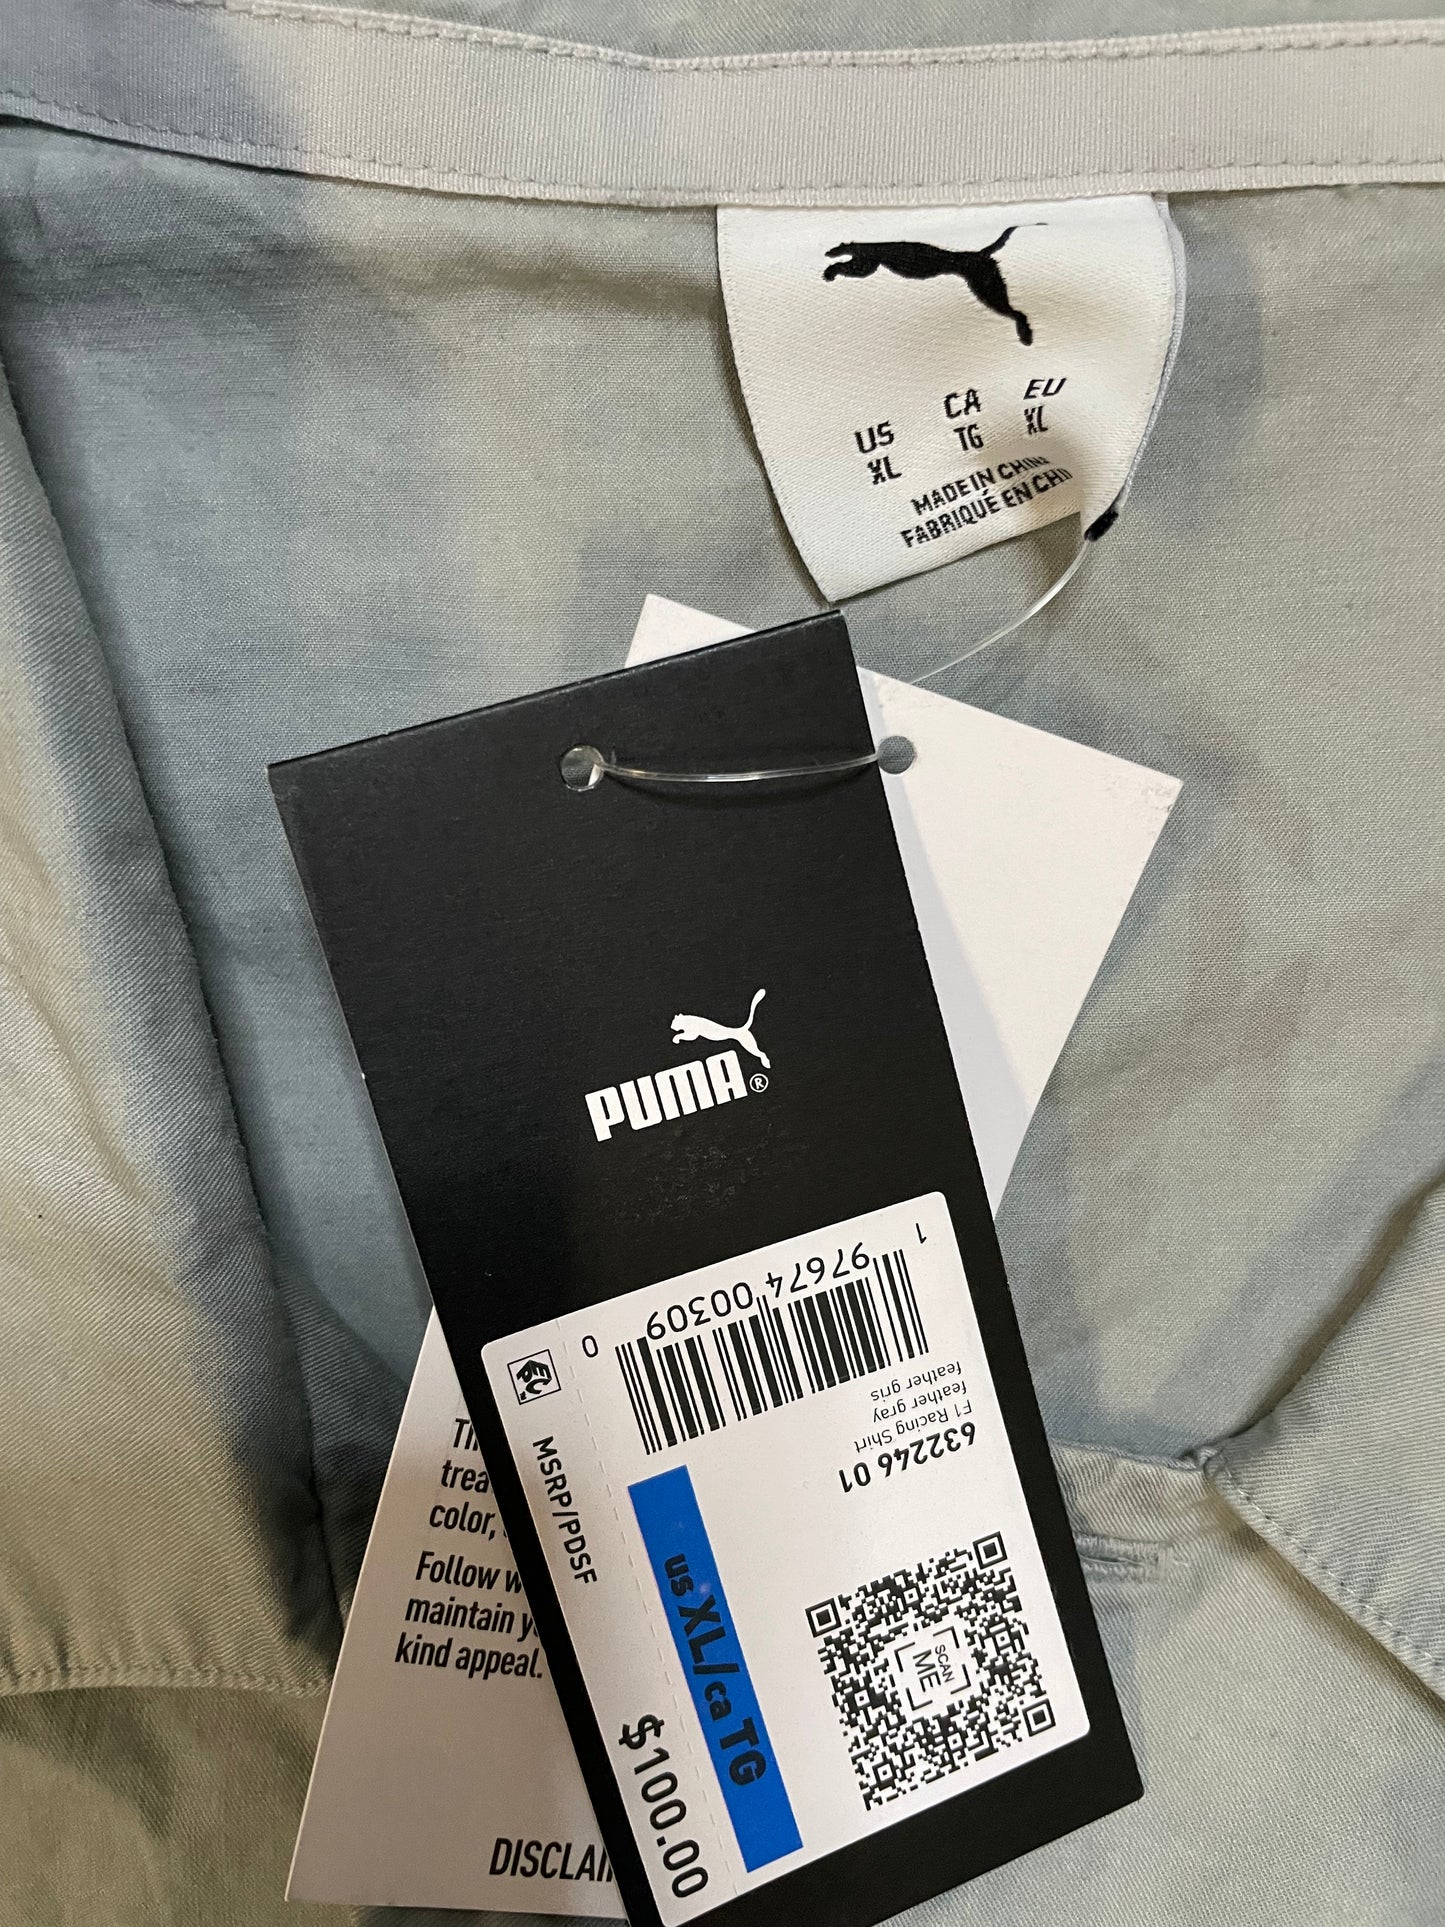 US CA EU
XL TG XL
MADE IN CHINA
FABRIQUÉ EN CHI
PUMA®
1 97674 00309 0
632246 01
F1 Racing Shirt
feather gray
feather gris
EPC
MSRP/PDSF
us XL/ca TG
$100.00
SCAN
ME
color,
Follow
maintain
kind appeal.
DISCLAI